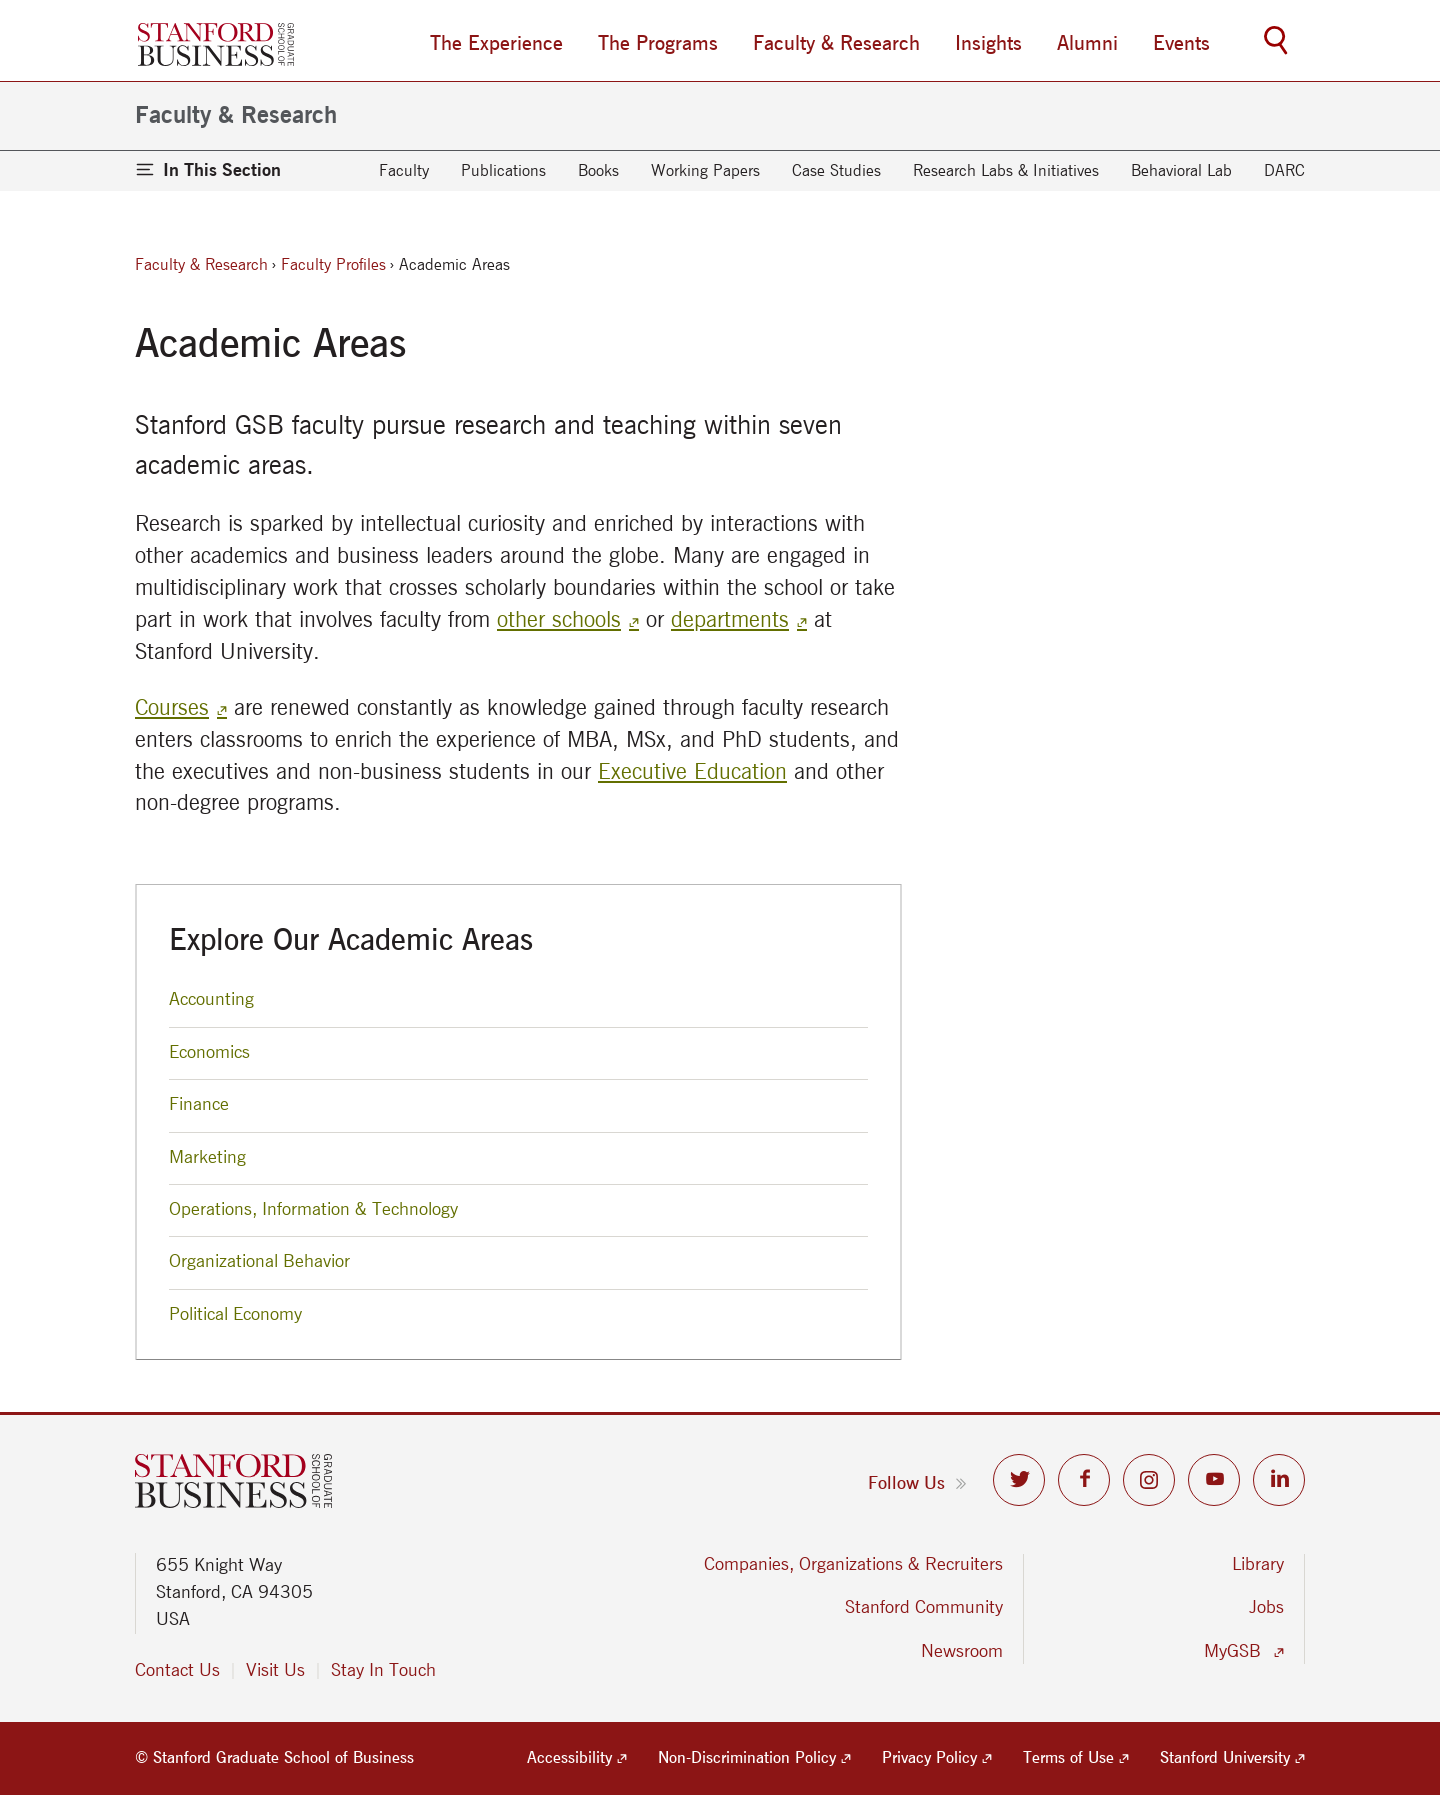 STANFORD
BUSINESS
GRADUATE
SCHOOL OF
The Experience The Programs Faculty & Research Insights Alumni Events
Faculty & Research
In This Section Faculty Publications Books Working Papers Case Studies Research Labs & Initiatives Behavioral Lab DARC
Faculty & Research › Faculty Profiles › Academic Areas
Academic Areas
Stanford GSB faculty pursue research and teaching within seven
academic areas.
Research is sparked by intellectual curiosity and enriched by interactions with
other academics and business leaders around the globe. Many are engaged in
multidisciplinary work that crosses scholarly boundaries within the school or take
part in work that involves faculty from other schools or departments at
Stanford University.
Courses are renewed constantly as knowledge gained through faculty research
enters classrooms to enrich the experience of MBA, MSx, and PhD students, and
the executives and non-business students in our Executive Education and other
non-degree programs.
Explore Our Academic Areas
Accounting
Economics
Finance
Marketing
Operations, Information & Technology
Organizational Behavior
Political Economy
STANFORD
BUSINESS
GRADUATE
SCHOOL OF
Follow Us »
655 Knight Way
Stanford, CA 94305
USA
Contact Us | Visit Us | Stay In Touch
Companies, Organizations & Recruiters
Stanford Community
Newsroom
Library
Jobs
MyGSB
© Stanford Graduate School of Business Accessibility Non-Discrimination Policy Privacy Policy Terms of Use Stanford University